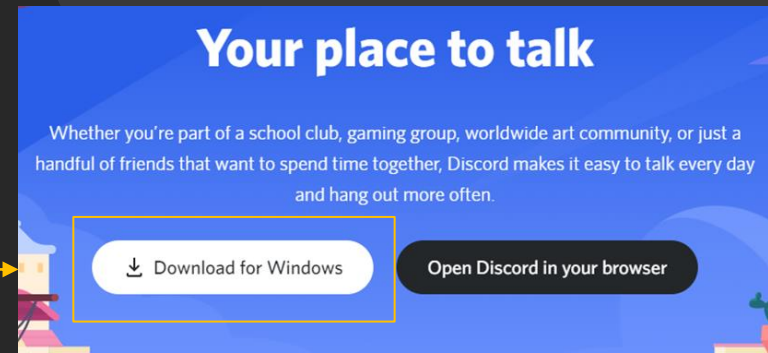 Your place to talk
Whether you're part of a school club, gaming group, worldwide art community, or just a
handful of friends that want to spend time together, Discord makes it easy to talk every day
and hang out more often.
Download for Windows
Open Discord in your browser